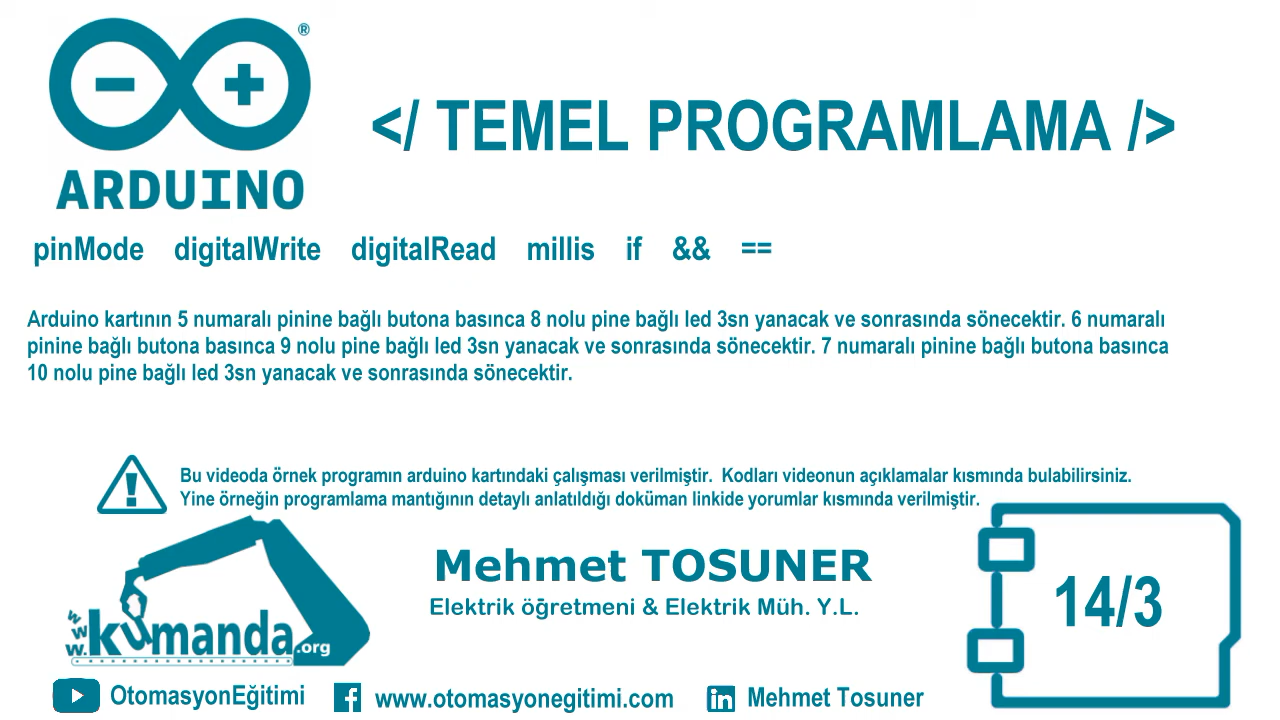 ARDUINO
®
</ TEMEL PROGRAMLAMA />
pinMode digitalWrite digitalRead millis if && ==
Arduino kartının 5 numaralı pinine bağlı butona basınca 8 nolu pine bağlı led 3sn yanacak ve sonrasında sönecektir. 6 numaralı
pinine bağlı butona basınca 9 nolu pine bağlı led 3sn yanacak ve sonrasında sönecektir. 7 numaralı pinine bağlı butona basınca
10 nolu pine bağlı led 3sn yanacak ve sonrasında sönecektir.
Bu videoda örnek programın arduino kartındaki çalışması verilmiştir. Kodları videonun açıklamalar kısmında bulabilirsiniz.
Yine örneğin programlama mantığının detaylı anlatıldığı doküman linkide yorumlar kısmında verilmiştir.
www.kumanda.org
Mehmet TOSUNER
Elektrik öğretmeni & Elektrik Müh. Y.L.
14/3
OtomasyonEğitimi www.otomasyonegitimi.com Mehmet Tosuner